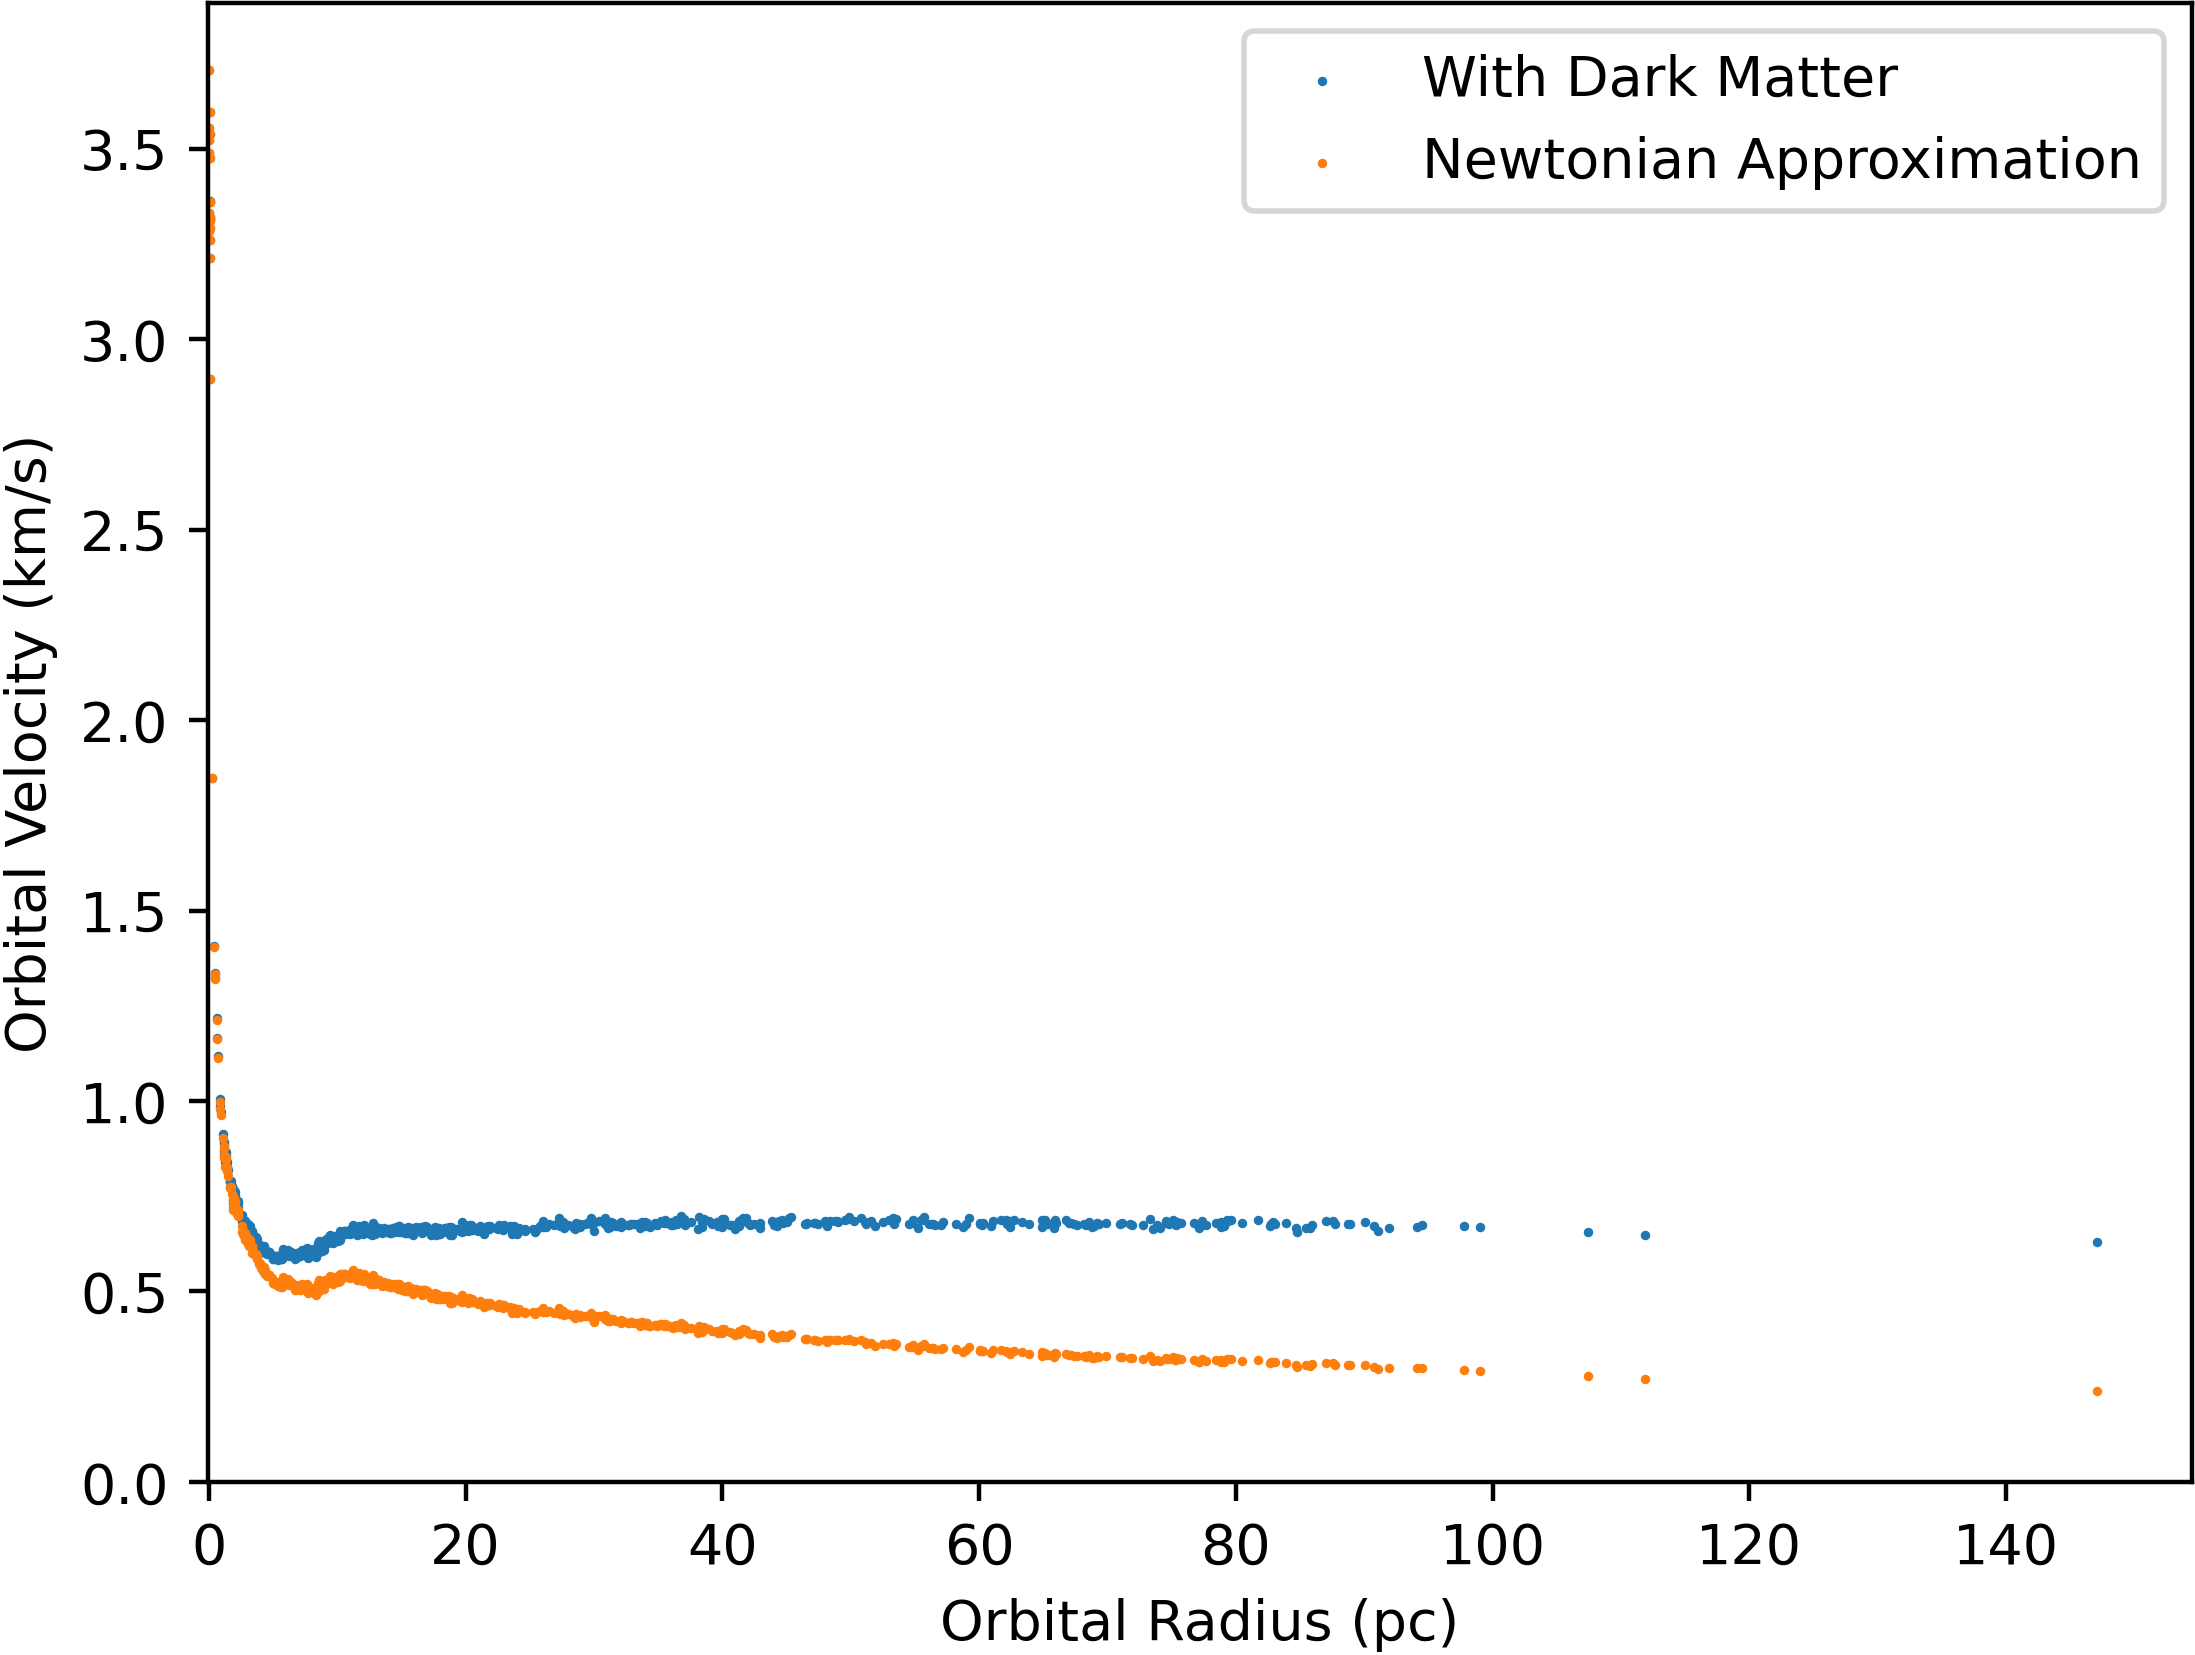 With Dark Matter
Newtonian Approximation
Orbital Velocity (km/s)
3.5
3.0
2.5
2.0
1.5
1.0
0.5
0.0
0 20 40 60 80 100 120 140
Orbital Radius (pc)